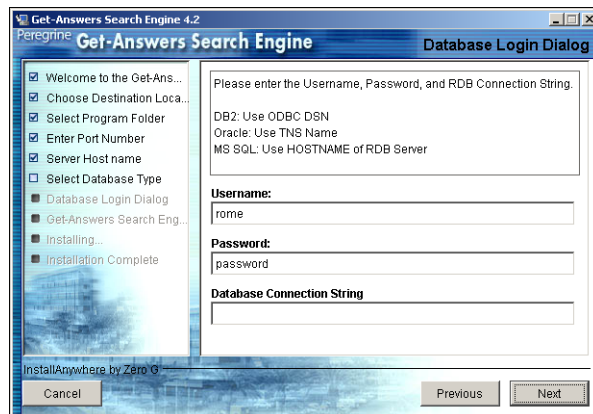 Get-Answers Search Engine 4.2
Peregrine Get-Answers Search Engine
Database Login Dialog
Welcome to the Get-Ans...
Choose Destination Loca...
Select Program Folder
Enter Port Number
Server Host name
Select Database Type
Database Login Dialog
Get-Answers Search Eng...
Installing...
Installation Complete
Please enter the Username, Password, and RDB Connection String.
DB2: Use ODBC DSN
Oracle: Use TNS Name
MS SQL: Use HOSTNAME of RDB Server
Username:
rome
Password:
password
Database Connection String
InstallAnywhere by Zero G
Cancel
Previous
Next